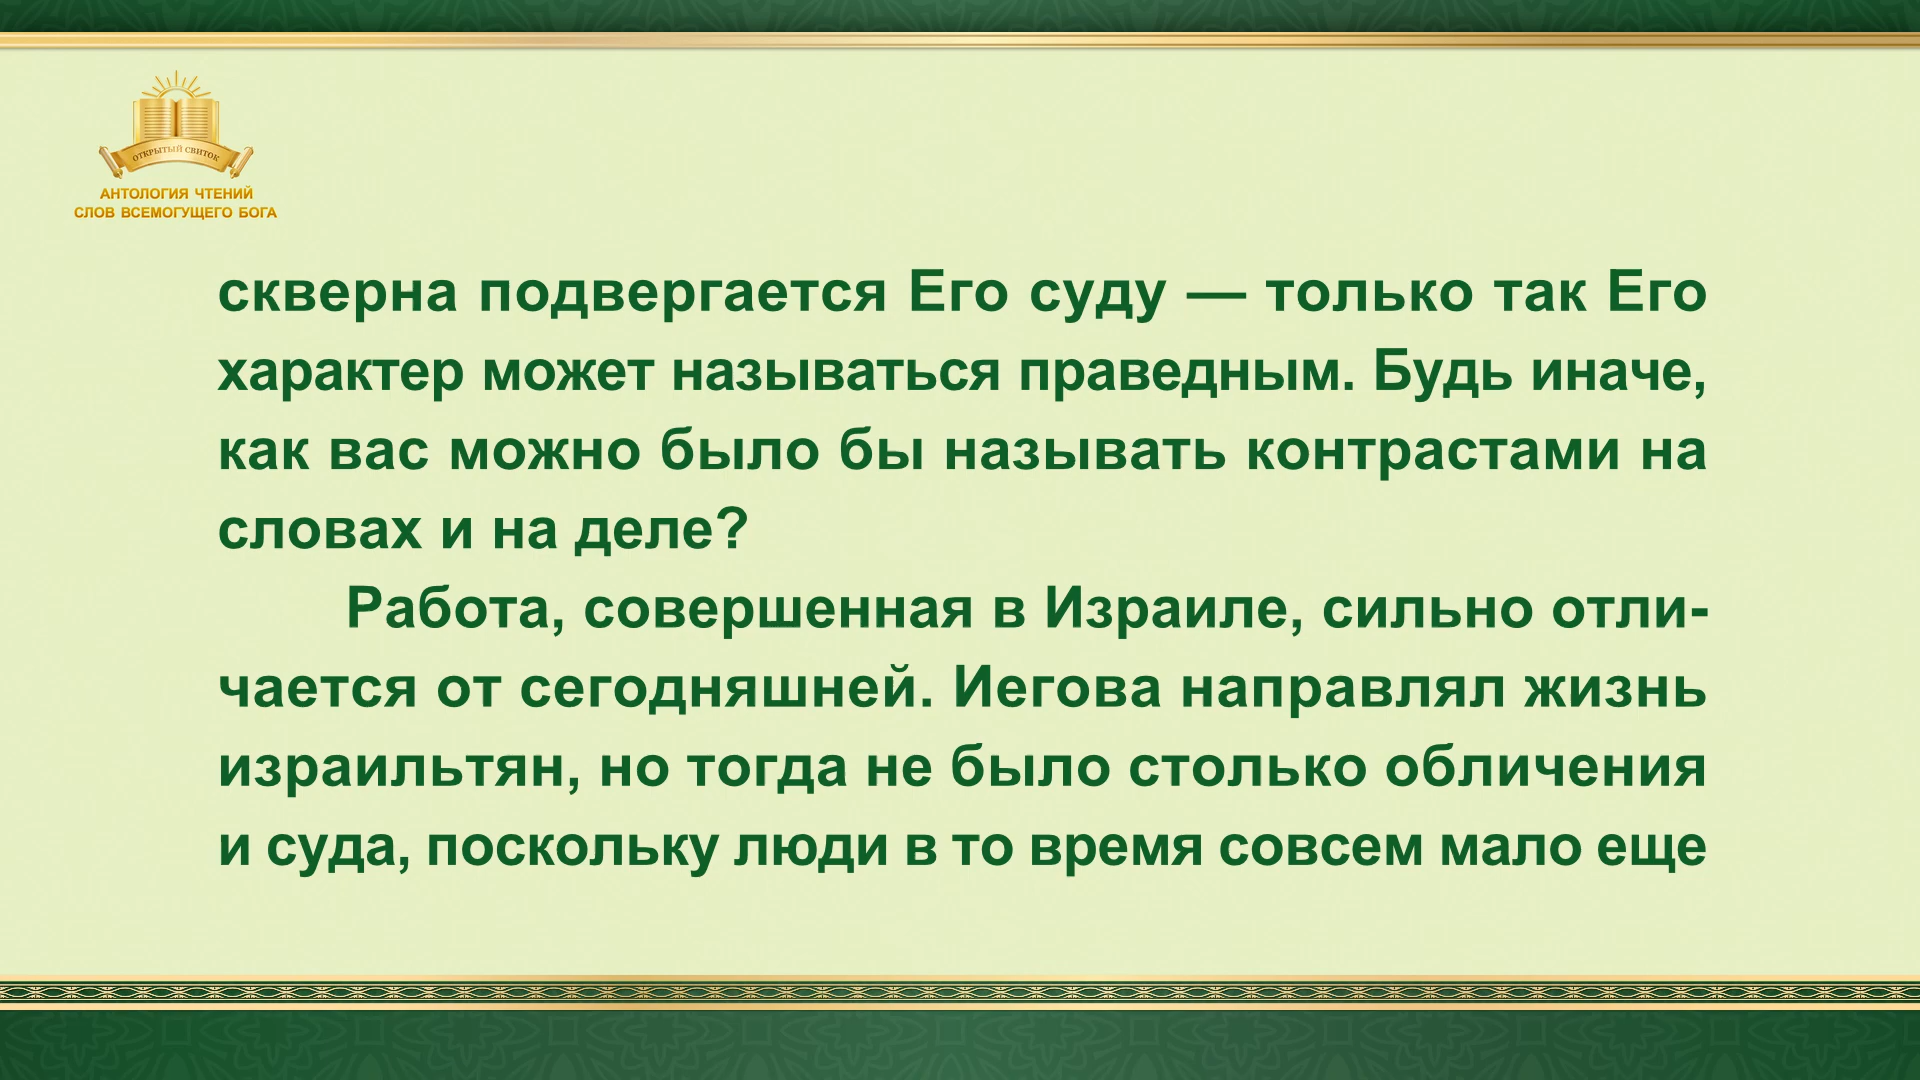 ОТКРЫТЫЙ СВИТОК
АНТОЛОГИЯ ЧТЕНИЙ
СЛОВ ВСЕМОГУЩЕГО БОГА
скверна подвергается Его суду — только так Его
характер может называться праведным. Будь иначе,
как вас можно было бы называть контрастами на
словах и на деле?
Работа, совершенная в Израиле, сильно отли-
чается от сегодняшней. Иегова направлял жизнь
израильтян, но тогда не было столько обличения
и суда, поскольку люди в то время совсем мало еще